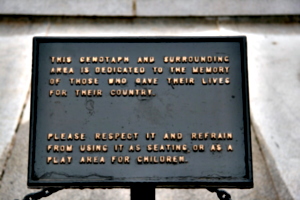 THIS CENOTAPH AND SURROUNDING
AREA IS DEDICATED TO THE MEMORY
OF THOSE WHO GAVE THEIR LIVES
FOR THEIR COUNTRY.
PLEASE RESPECT IT AND REFRAIN
FROM USING IT AS SEATING OR AS A
PLAY AREA FOR CHILDREN.